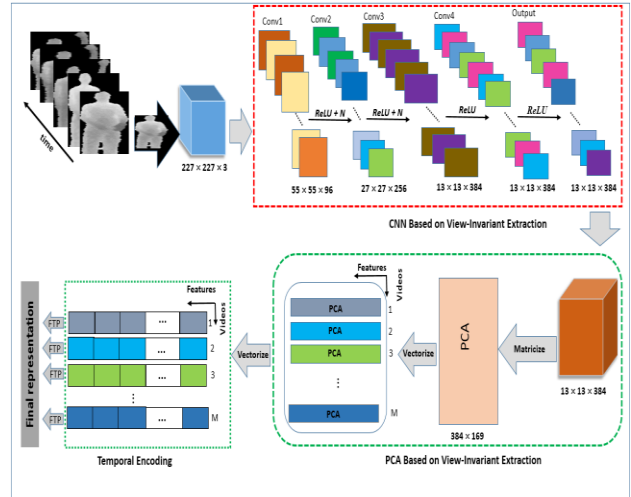 Conv1
Conv2
Conv3
Conv4
Output
time
227 × 227 × 3
ReLU + N
ReLU + N
ReLU
ReLU
55 × 55 × 96
27 × 27 × 256
13 × 13 × 384
13 × 13 × 384
13 × 13 × 384
CNN Based on View-Invariant Extraction
Final representation
FTP
FTP
FTP
FTP
Features
Videos
...
1
...
2
...
3
⋮
...
M
Temporal Encoding
Vectorize
Features
Videos
PCA
1
PCA
2
PCA
3
⋮
PCA
M
Vectorize
PCA
384 × 169
Matricize
13 × 13 × 384
PCA Based on View-Invariant Extraction